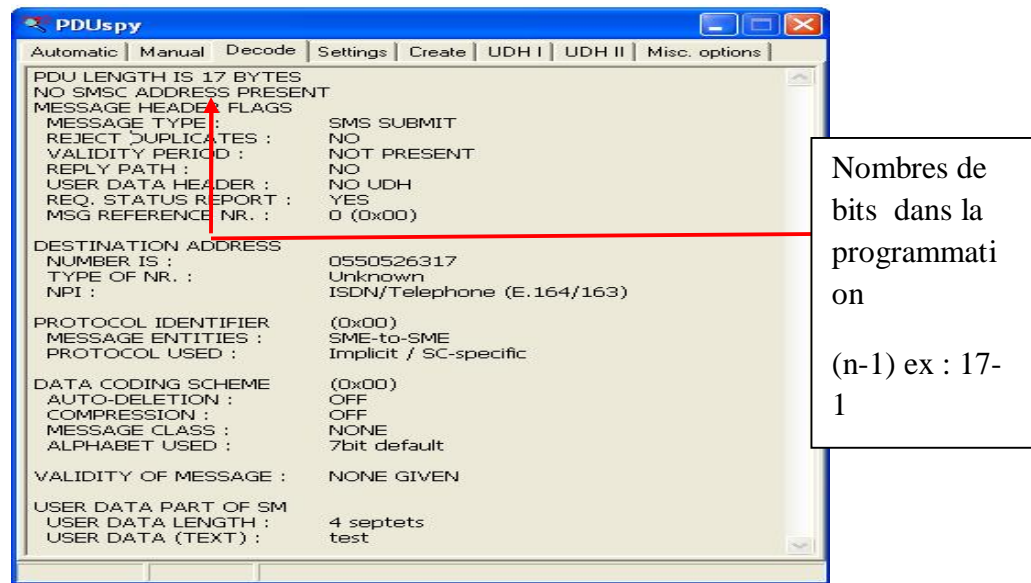 PDUspy
Automatic Manual Decode Settings Create UDH I UDH II Misc. options
PDU LENGTH IS 17 BYTES
NO SMSC ADDRESS PRESENT
MESSAGE HEADER FLAGS
MESSAGE TYPE : SMS SUBMIT
REJECT DUPLICATES : NO
VALIDITY PERIOD : NOT PRESENT
REPLY PATH : NO
USER DATA HEADER : NO UDH
REQ. STATUS REPORT : YES
MSG REFERENCE NR. : 0 (0x00)
DESTINATION ADDRESS
NUMBER IS : 0550526317
TYPE OF NR. : Unknown
NPI : ISDN/Telephone (E.164/163)
PROTOCOL IDENTIFIER (0x00)
MESSAGE ENTITIES : SME-to-SME
PROTOCOL USED : Implicit / SC-specific
DATA CODING SCHEME (0x00)
AUTO-DELETION : OFF
COMPRESSION : OFF
MESSAGE CLASS : NONE
ALPHABET USED : 7bit default
VALIDITY OF MESSAGE : NONE GIVEN
USER DATA PART OF SM
USER DATA LENGTH : 4 septets
USER DATA (TEXT) : test
Nombres de
bits dans la
programmati
on
(n-1) ex : 17-
1